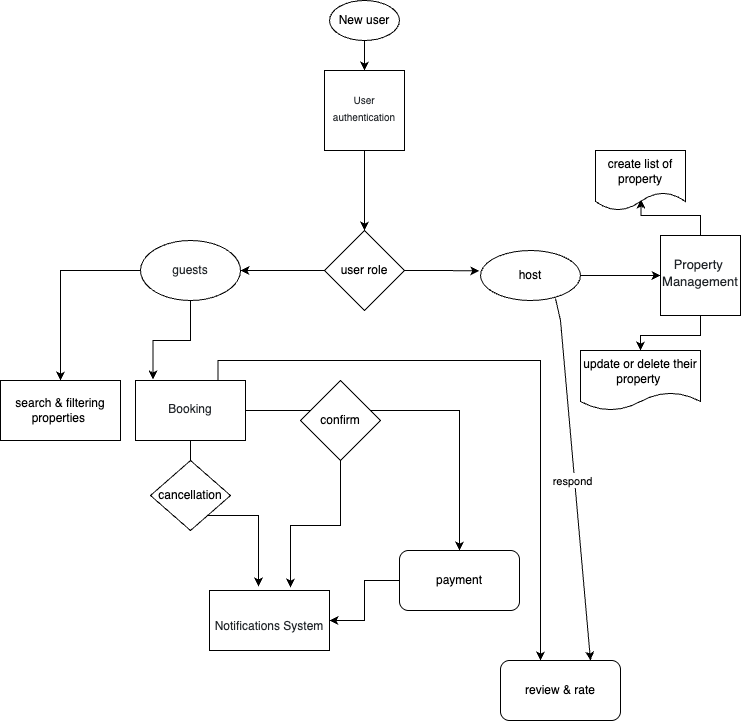 New user
User
authentication
create list of
property
user role
guests
host
Property
Management
update or delete their
property
search & filtering
properties
Booking
confirm
cancellation
respond
payment
Notifications System
review & rate